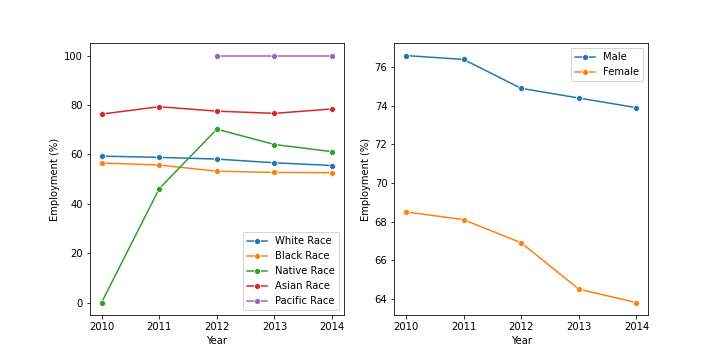 100
80
60
40
20
0
Employment (%)
2010 2011 2012 2013 2014
Year
White Race
Black Race
Native Race
Asian Race
Pacific Race
76
74
72
70
68
66
64
Employment (%)
2010 2011 2012 2013 2014
Year
Male
Female